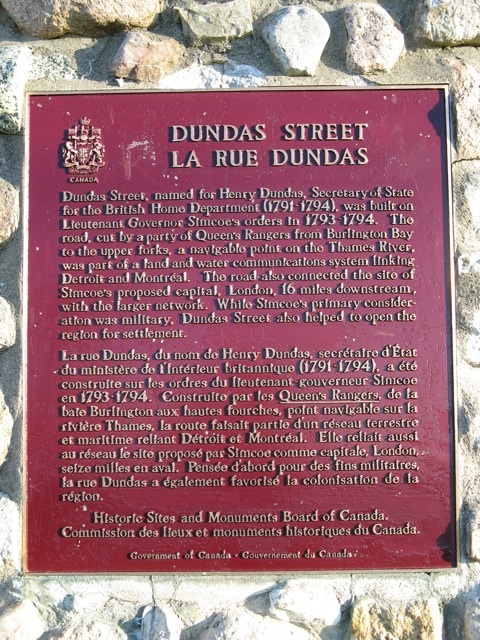 DUNDAS STREET
LA RUE DUNDAS
CANADA
Dundas Street, named for Henry Dundas, Secretary of State
for the British Home Department (1791-1794), was built on
Lieutenant Governor Simcoe's orders in 1793-1794. The
road, cut by a party of Queen's Rangers from Burlington Bay
to the upper forks, a navigable point on the Thames River,
was part of a land and water communications system linking
Detroit and Montréal. The road also connected the site of
Simcoe's proposed capital, London, 16 miles downstream,
with the larger network. While Simcoe's primary consider-
ation was military, Dundas Street also helped to open the
region for settlement.
La rue Dundas, du nom de Henry Dundas, secrétaire d'État
du ministère de l'Intérieur britannique (1791-1794), a été
construite sur les ordres du lieutenant-gouverneur Simcoe
en 1793-1794. Construite par les Queen's Rangers, de la
baie Burlington aux hautes fourches, point navigable sur la
rivière Thames, la route faisait partie d'un réseau terrestre
et maritime reliant Détroit et Montréal. Elle reliait aussi
au réseau le site proposé par Simcoe comme capitale, London,
seize milles en aval. Pensée d'abord pour des fins militaires,
la rue Dundas a également favorisé la colonisation de la
région.
Historic Sites and Monuments Board of Canada.
Commission des lieux et monuments historiques du Canada.
Government of Canada - Gouvernement du Canada